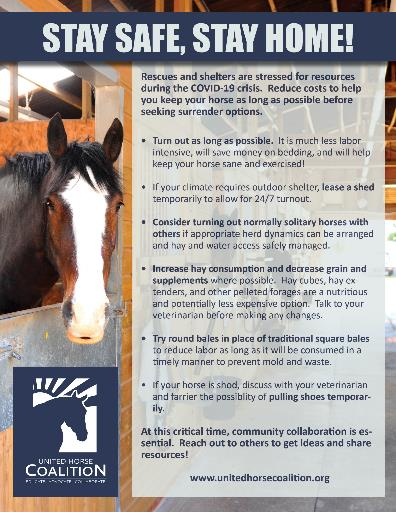 STAY SAFE, STAY HOME!
Rescues and shelters are stressed for resources
during the COVID-19 crisis. Reduce costs to help
you keep your horse as long as possible before
seeking surrender options.
• Turn out as long as possible. It is much less labor
intensive, will save money on bedding, and will help
keep your horse sane and exercised!
• If your climate requires outdoor shelter, lease a shed
temporarily to allow for 24/7 turnout.
• Consider turning out normally solitary horses with
others if appropriate herd dynamics can be arranged
and hay and water access safely managed.
• Increase hay consumption and decrease grain and
supplements where possible. Hay cubes, hay ex-
tenders, and other pelleted forages are a nutritious
and potentially less expensive option. Talk to your
veterinarian before making any changes.
• Try round bales in place of traditional square bales
to reduce labor as long as it will be consumed in a
timely manner to prevent mold and waste.
• If your horse is shod, discuss with your veterinarian
and farrier the possiblity of pulling shoes temporar-
ily.
At this critical time, community collaboration is es-
sential. Reach out to others to get ideas and share
resources!
www.unitedhorsecoalition.org
UNITED HORSE
COALITION
EDUCATE · ADVOCATE · COLLABORATE